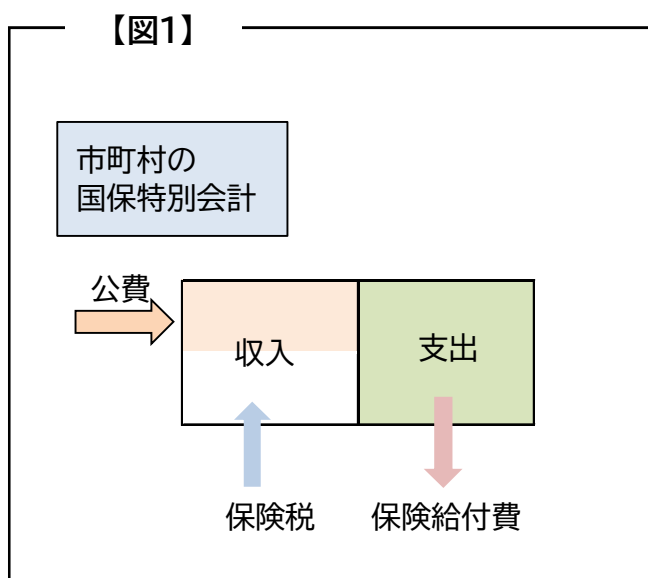 【図1】
市町村の
国保特別会計
公費
収入
支出
保険税
保険給付費